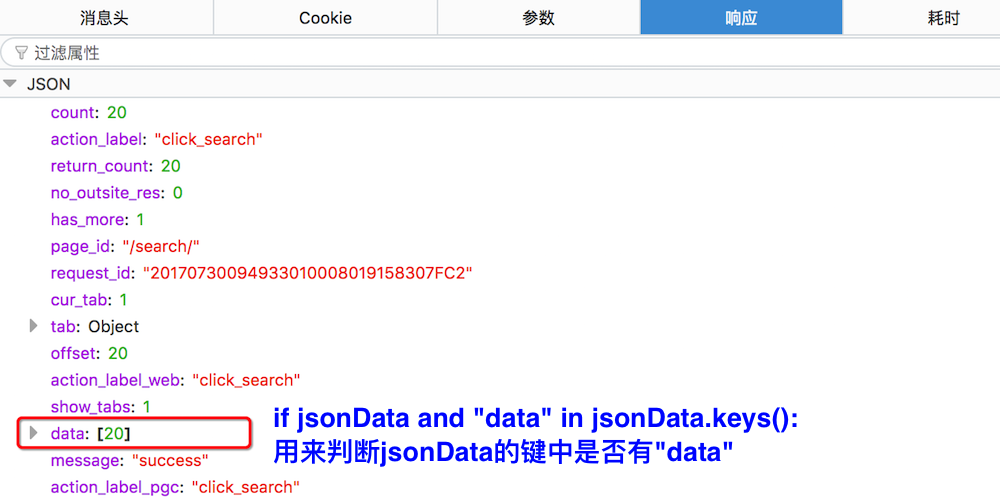 消息头 Cookie 参数 响应 耗时
过滤属性
JSON
count: 20
action_label: "click_search"
return_count: 20
no_outsite_res: 0
has_more: 1
page_id: "/search/"
request_id: "20170730094933010008019158307FC2"
cur_tab: 1
tab: Object
offset: 20
action_label_web: "click_search"
show_tabs: 1
data: [20]
if jsonData and "data" in jsonData.keys():
用来判断jsonData的键中是否有"data"
message: "success"
action_label_pgc: "click_search"